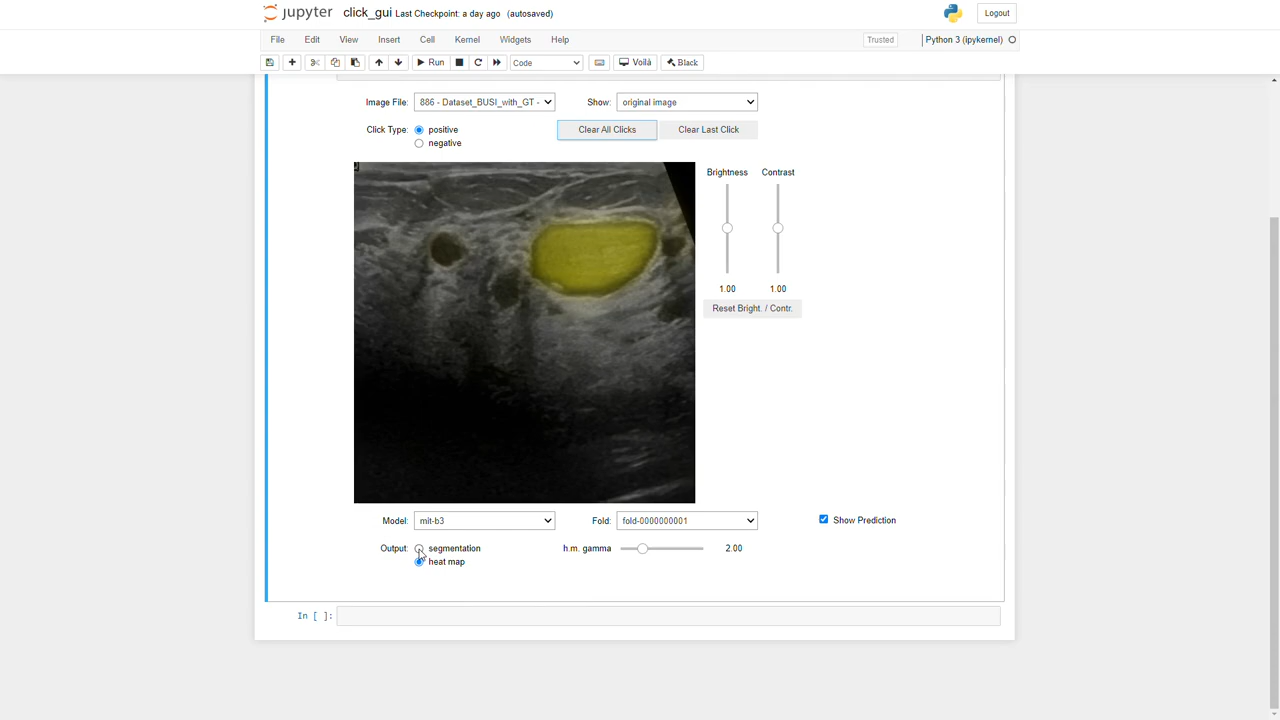 jupyter click_gui Last Checkpoint: a day ago (autosaved) Logout
File Edit View Insert Cell Kernel Widgets Help Trusted Python 3 (ipykernel)
Run Code Voilà Black
Image File: 886 - Dataset_BUSI_with_GT - Show: original image
Click Type: positive Clear All Clicks Clear Last Click
negative
Brightness Contrast
1.00 1.00
Reset Bright. / Contr.
Model: mit-b3 Fold: fold-0000000001 Show Prediction
Output: segmentation h.m. gamma 2.00
heat map
In [ ]: